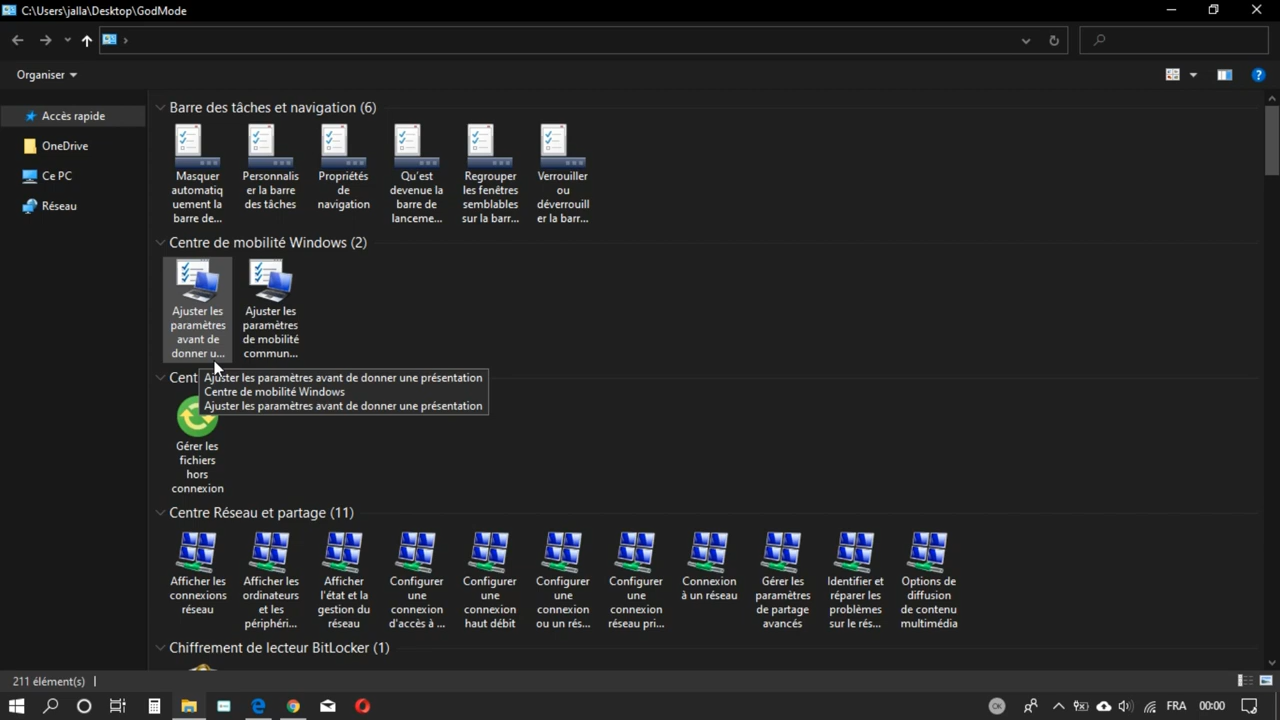 C:\Users\jalla\Desktop\GodMode
Organiser
Accès rapide
OneDrive
Ce PC
Réseau
Barre des tâches et navigation (6)
Masquer
automatiq
uement la
barre de...
Personnalis
er la barre
des tâches
Propriétés
de
navigation
Qu'est
devenue la
barre de
lanceme...
Regrouper
les fenêtres
semblables
sur la barr...
Verrouiller
ou
déverrouill
er la barr...
Centre de mobilité Windows (2)
Ajuster les
paramètres
avant de
donner u...
Ajuster les
paramètres
de mobilité
commun...
Cent
Ajuster les paramètres avant de donner une présentation
Centre de mobilité Windows
Ajuster les paramètres avant de donner une présentation
Gérer les
fichiers
hors
connexion
Centre Réseau et partage (11)
Afficher les
connexions
réseau
Afficher les
ordinateurs
et les
périphéri...
Afficher
l'état et la
gestion du
réseau
Configurer
une
connexion
d'accès à ...
Configurer
une
connexion
haut débit
Configurer
une
connexion
ou un rés...
Configurer
une
connexion
réseau pri...
Connexion
à un réseau
Gérer les
paramètres
de partage
avancés
Identifier et
réparer les
problèmes
sur le rés...
Options de
diffusion
de contenu
multimédia
Chiffrement de lecteur BitLocker (1)
211 élément(s)
OK
FRA
00:00